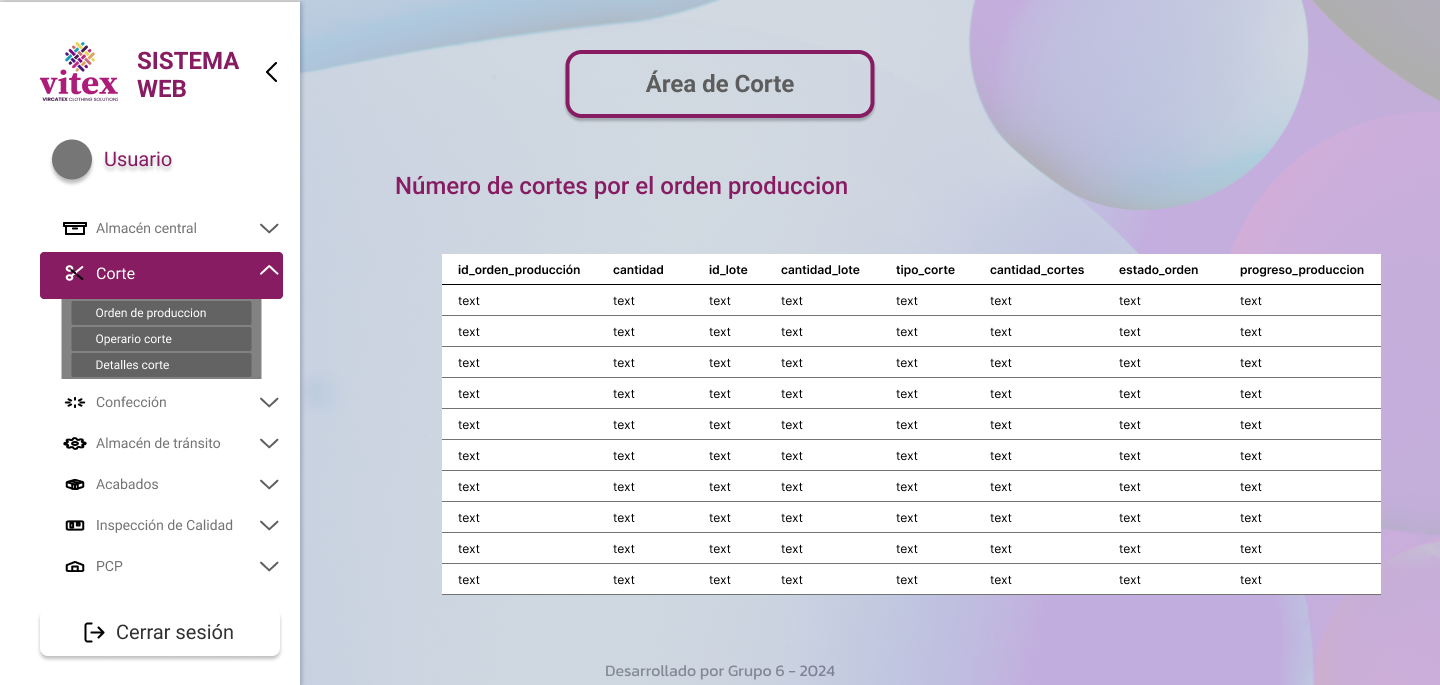 vitex
VIRCATEX CLOTHING SOLUTIONS
SISTEMA
WEB
Usuario
Almacén central
Corte
Orden de produccion
Operario corte
Detalles corte
Confección
Almacén de tránsito
Acabados
Inspección de Calidad
PCP
Cerrar sesión
Área de Corte
Número de cortes por el orden produccion
id_orden_producción cantidad id_lote cantidad_lote tipo_corte cantidad_cortes estado_orden progreso_produccion
text text text text text text text text
text text text text text text text text
text text text text text text text text
text text text text text text text text
text text text text text text text text
text text text text text text text text
text text text text text text text text
text text text text text text text text
text text text text text text text text
text text text text text text text text
Desarrollado por Grupo 6 - 2024